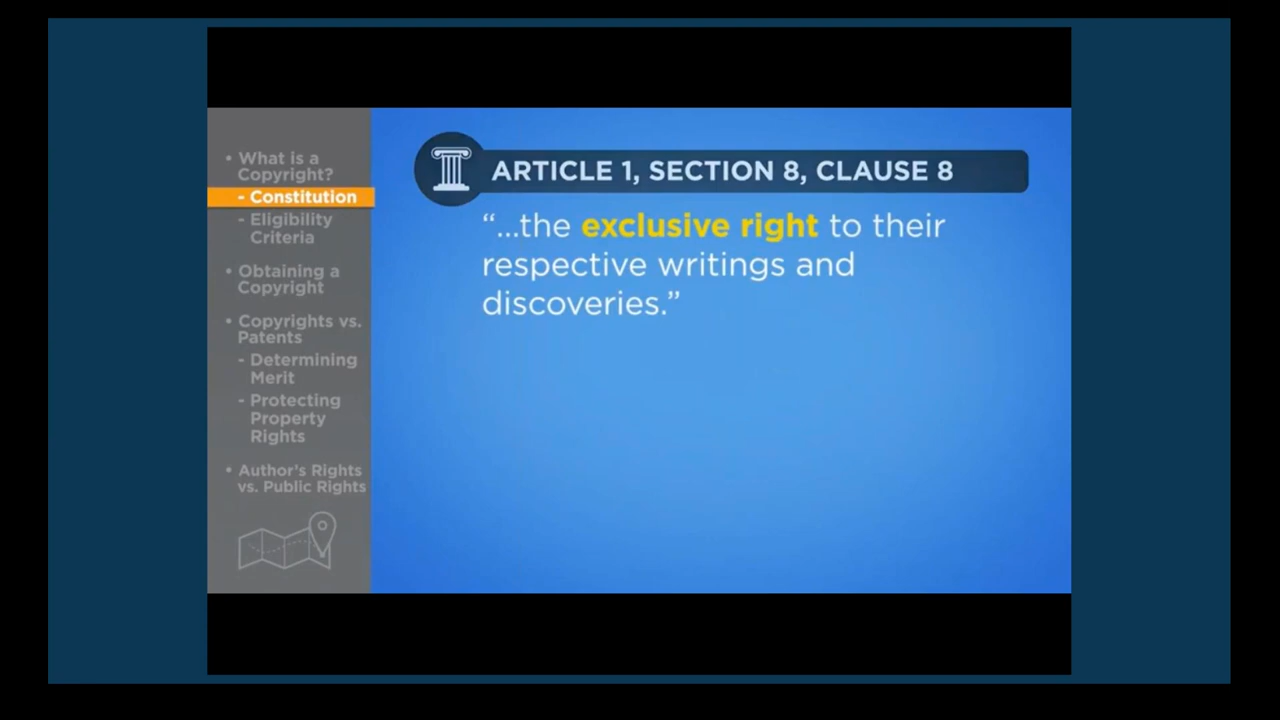 • What is a
Copyright?
- Constitution
- Eligibility
Criteria
• Obtaining a
Copyright
• Copyrights vs.
Patents
- Determining
Merit
- Protecting
Property
Rights
• Author’s Rights
vs. Public Rights
ARTICLE 1, SECTION 8, CLAUSE 8
“...the exclusive right to their
respective writings and
discoveries.”